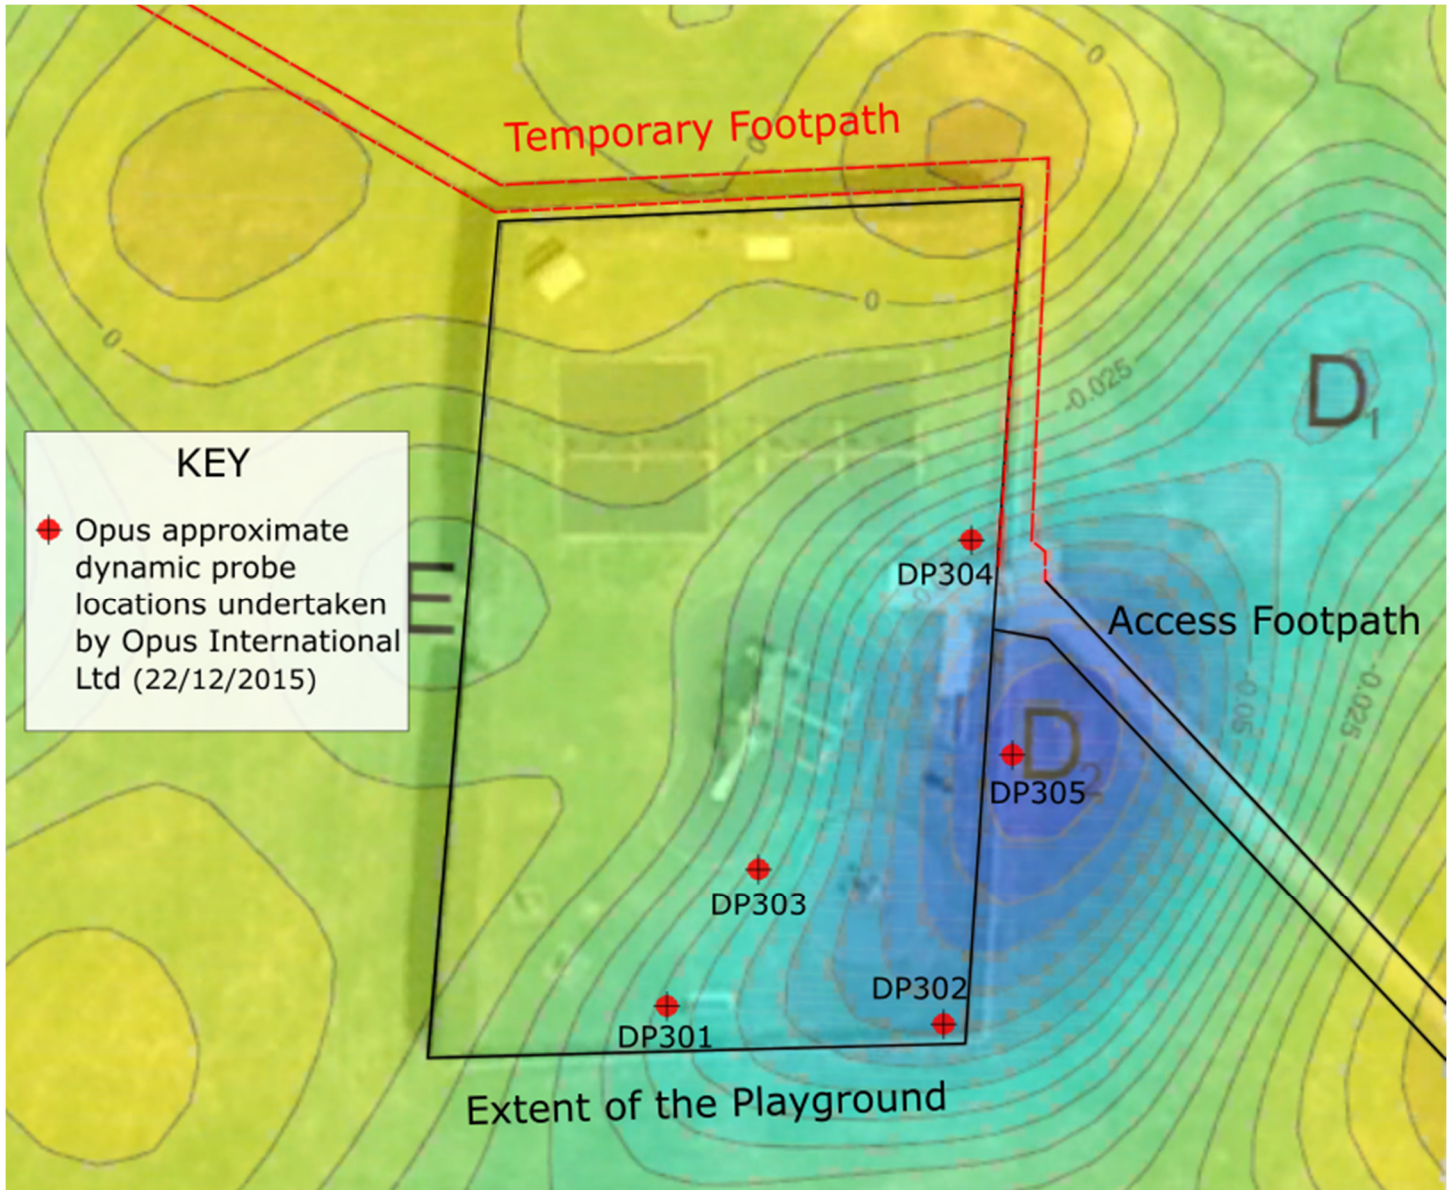 0
Temporary Footpath
0
0
0
-0.025
D1
KEY
Opus approximate
dynamic probe
locations undertaken
by Opus International
Ltd (22/12/2015)
E
DP304
Access Footpath
-0.05
-0.025
D2
DP305
DP303
DP302
DP301
Extent of the Playground